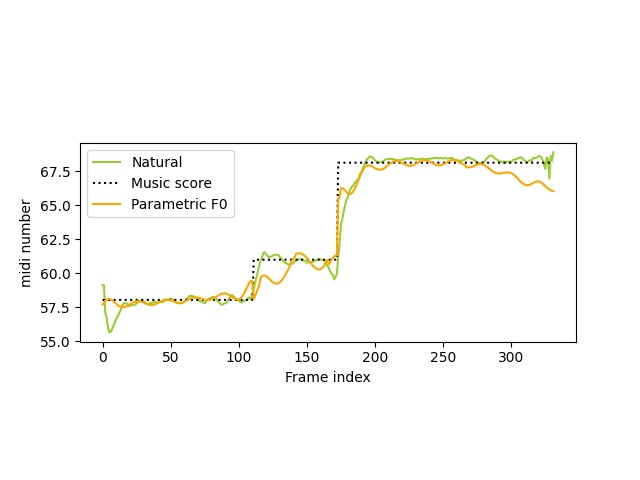 Natural
Music score
Parametric F0
67.5
65.0
62.5
60.0
57.5
55.0
midi number
0 50 100 150 200 250 300
Frame index